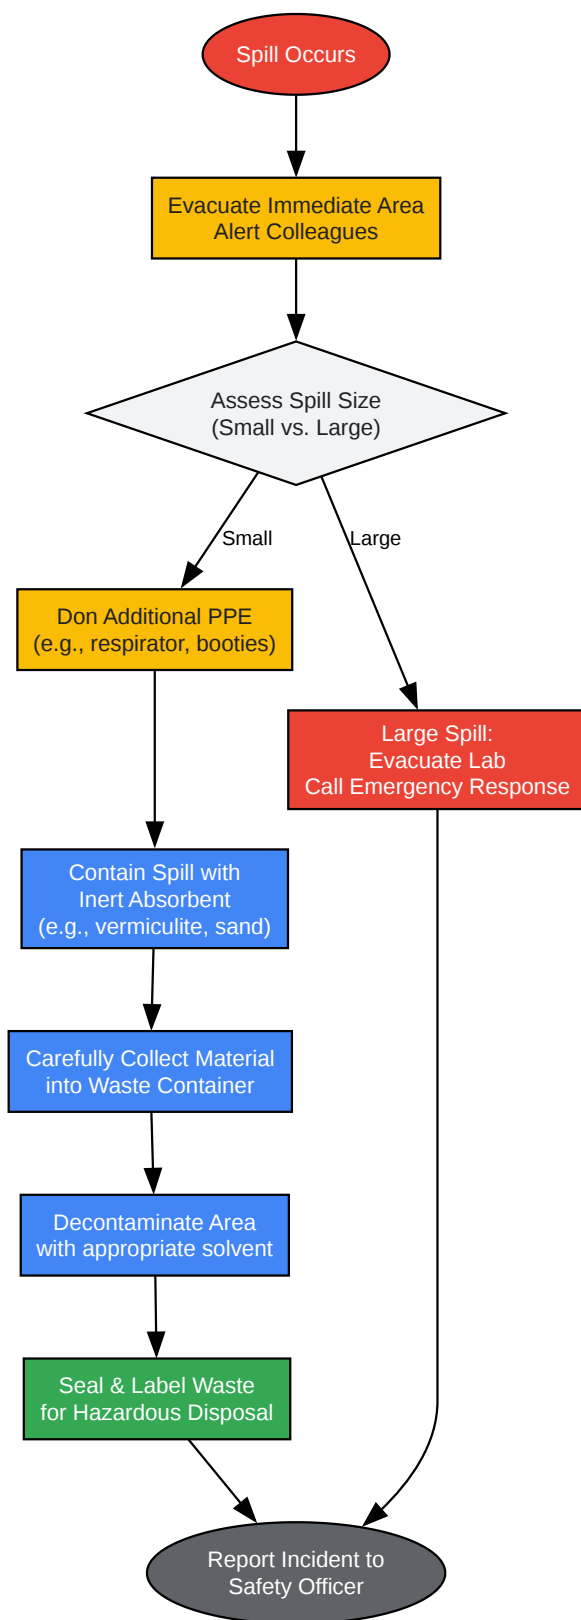 Spill Occurs
Evacuate Immediate Area
Alert Colleagues
Assess Spill Size
(Small vs. Large)
Small
Large
Don Additional PPE
(e.g., respirator, booties)
Large Spill:
Evacuate Lab
Call Emergency Response
Contain Spill with
Inert Absorbent
(e.g., vermiculite, sand)
Carefully Collect Material
into Waste Container
Decontaminate Area
with appropriate solvent
Seal & Label Waste
for Hazardous Disposal
Report Incident to
Safety Officer